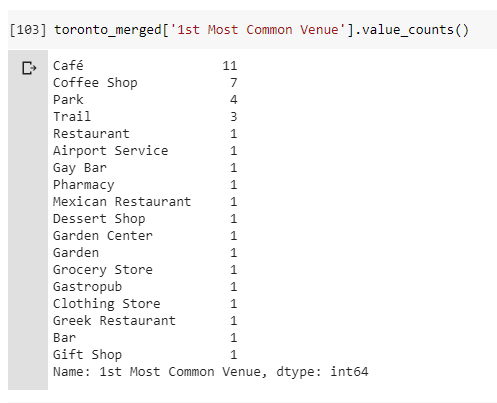 [103] toronto_merged['1st Most Common Venue'].value_counts()
Café 11
Coffee Shop 7
Park 4
Trail 3
Restaurant 1
Airport Service 1
Gay Bar 1
Pharmacy 1
Mexican Restaurant 1
Dessert Shop 1
Garden Center 1
Garden 1
Grocery Store 1
Gastropub 1
Clothing Store 1
Greek Restaurant 1
Bar 1
Gift Shop 1
Name: 1st Most Common Venue, dtype: int64